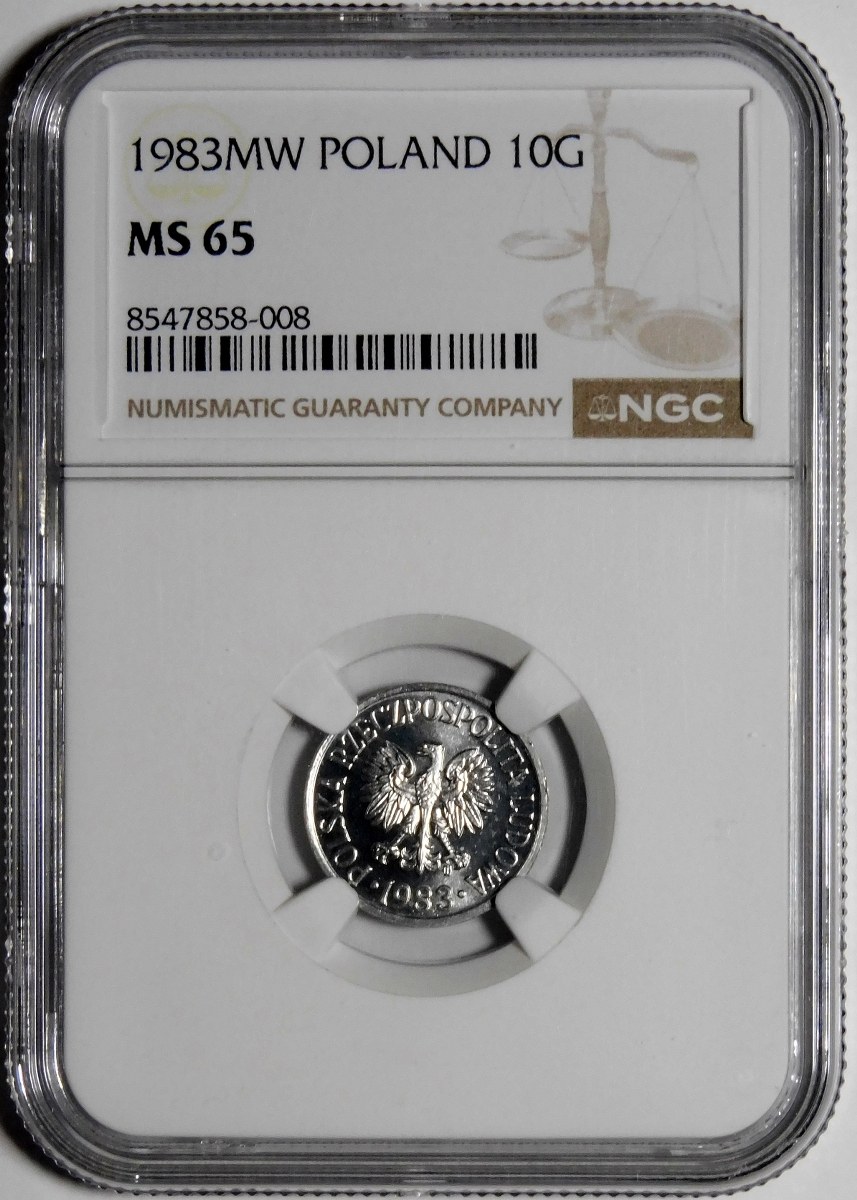 1983MW POLAND 10G
MS 65
8547858-008
NUMISMATIC GUARANTY COMPANY
NGC
POLSKA RZECZPOSPOLITA LUDOWA
· 1983 ·